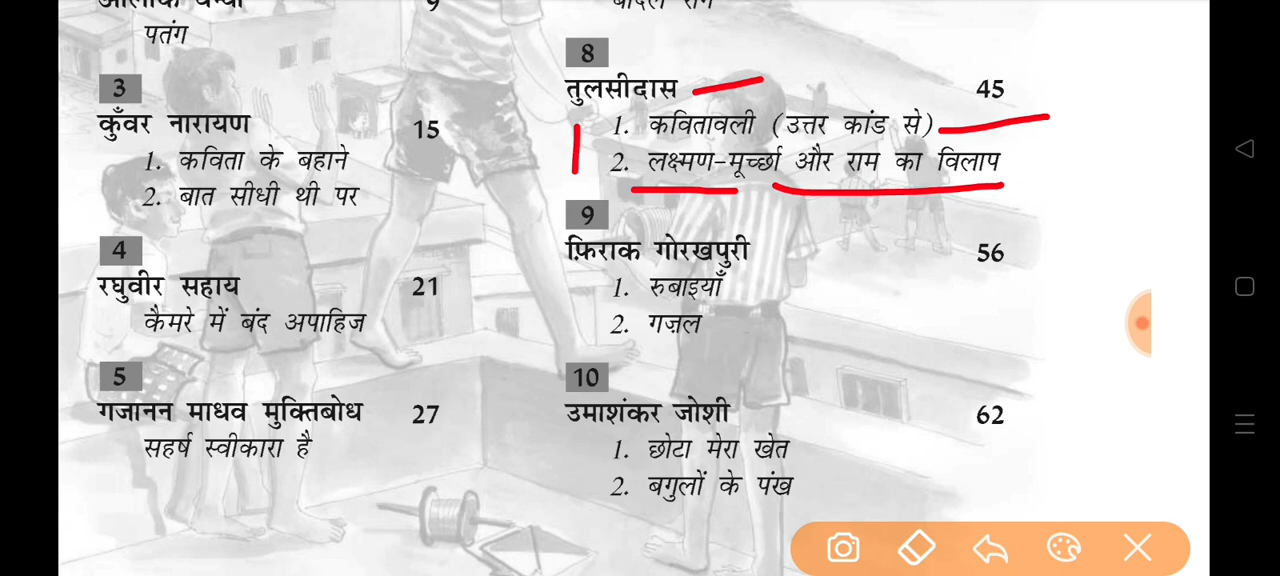 पतंग
3
कुँवर नारायण 15
1. कविता के बहाने
2. बात सीधी थी पर
4
रघुवीर सहाय 21
कैमरे में बंद अपाहिज
5
गजानन माधव मुक्तिबोध 27
सहर्ष स्वीकारा है
8
तुलसीदास 45
1. कवितावली (उत्तर कांड से)
2. लक्ष्मण-मूर्च्छा और राम का विलाप
9
फ़िराक गोरखपुरी 56
1. रुबाइयाँ
2. गज़ल
10
उमाशंकर जोशी 62
1. छोटा मेरा खेत
2. बगुलों के पंख